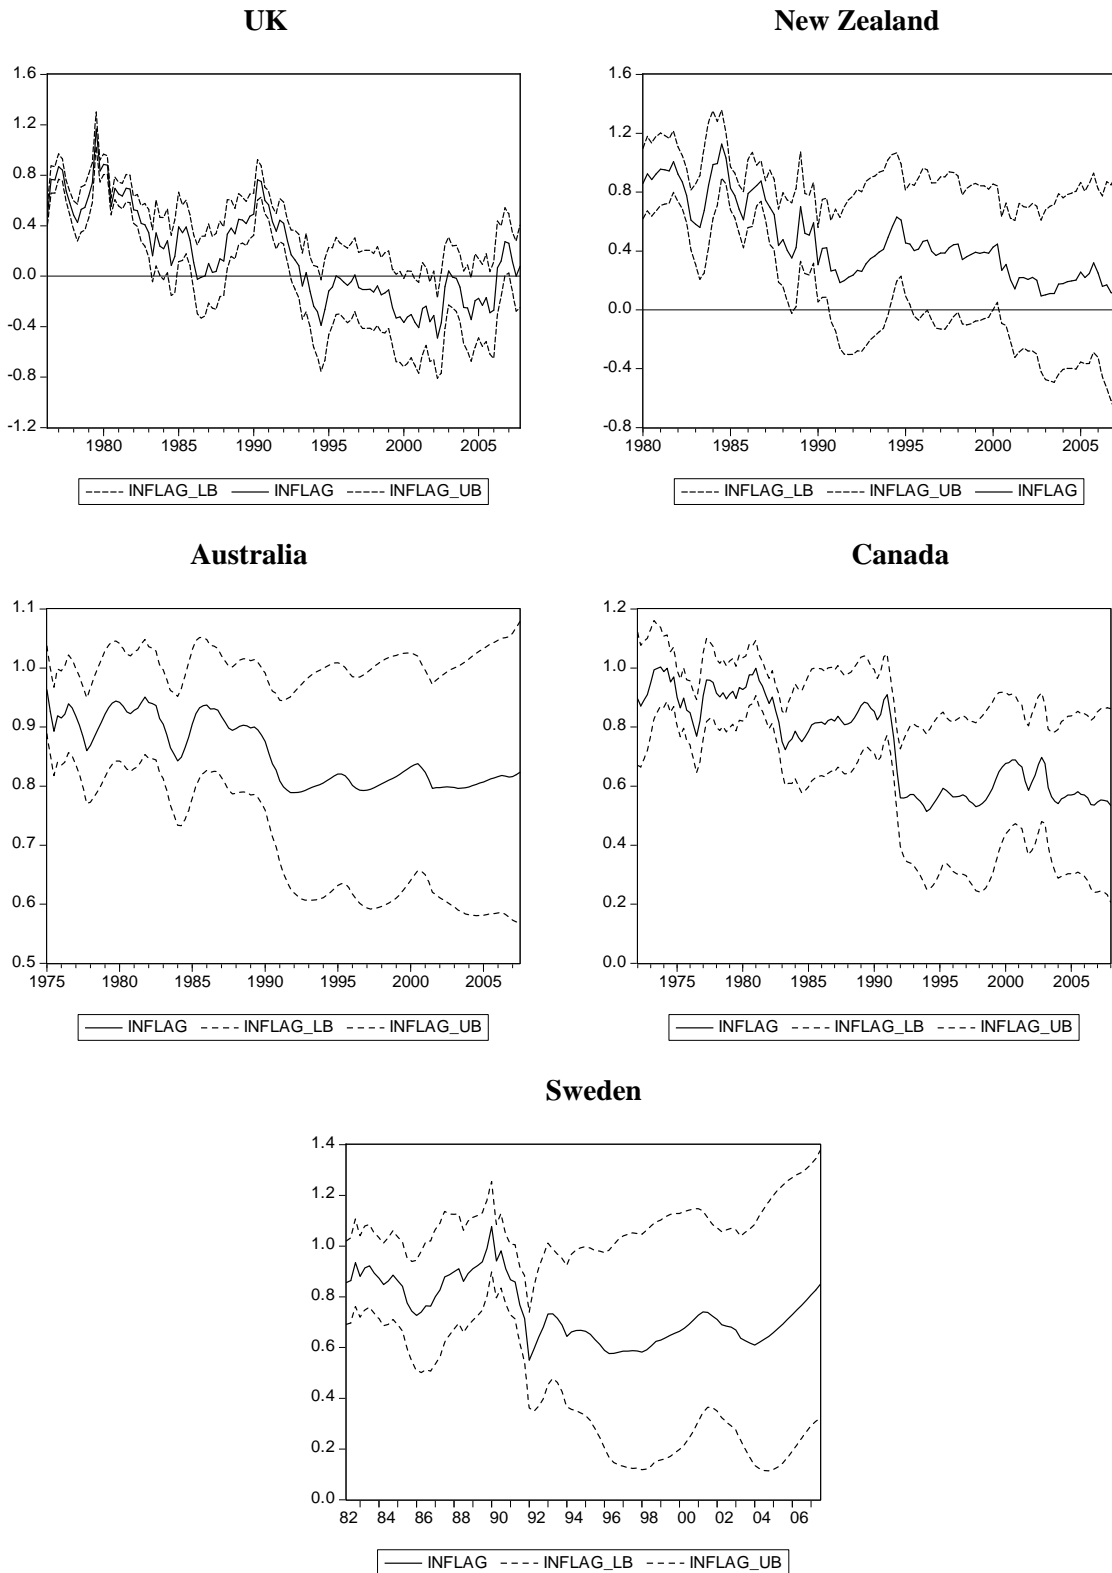 UK
1.6
1.2
0.8
0.4
0.0
-0.4
-0.8
-1.2
1980 1985 1990 1995 2000 2005
INFLAG_LB INFLAG INFLAG_UB
New Zealand
1.6
1.2
0.8
0.4
0.0
-0.4
-0.8
1980 1985 1990 1995 2000 2005
INFLAG_LB INFLAG_UB INFLAG
Australia
1.1
1.0
0.9
0.8
0.7
0.6
0.5
1975 1980 1985 1990 1995 2000 2005
INFLAG INFLAG_LB INFLAG_UB
Canada
1.2
1.0
0.8
0.6
0.4
0.2
0.0
1975 1980 1985 1990 1995 2000 2005
INFLAG INFLAG_LB INFLAG_UB
Sweden
1.4
1.2
1.0
0.8
0.6
0.4
0.2
0.0
82 84 86 88 90 92 94 96 98 00 02 04 06
INFLAG INFLAG_LB INFLAG_UB